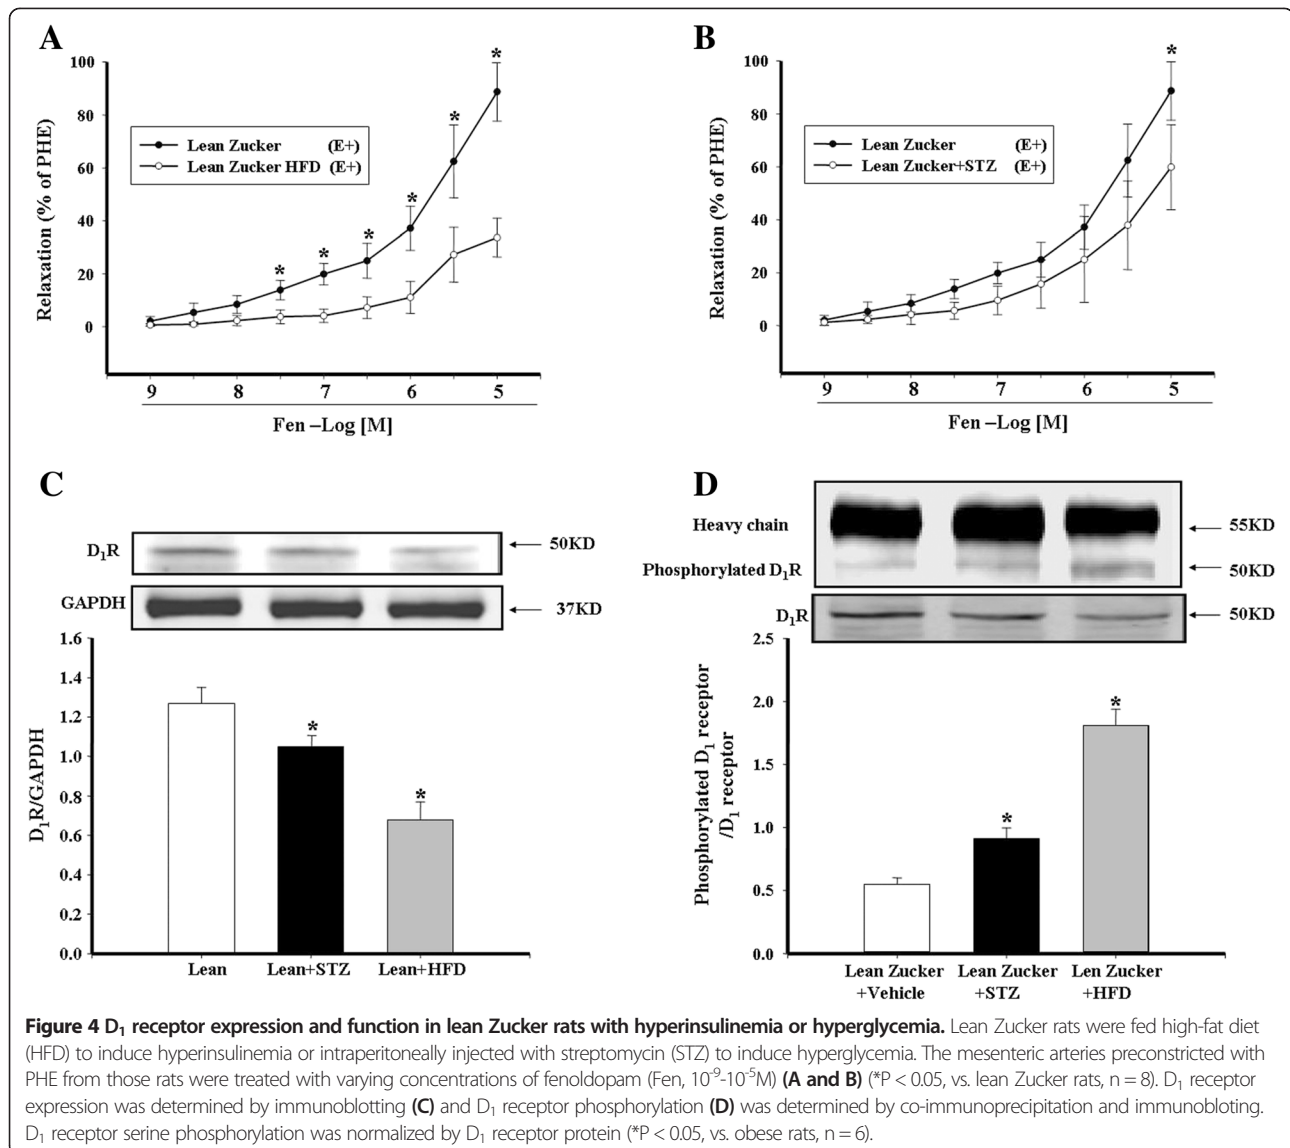 A
100
80
60
40
20
0
Relaxation (% of PHE)
Lean Zucker (E+)
Lean Zucker HFD (E+)
* * * * * *
9 8 7 6 5
Fen –Log [M]
B
100
80
60
40
20
0
Relaxation (% of PHE)
Lean Zucker (E+)
Lean Zucker+STZ (E+)
*
9 8 7 6 5
Fen –Log [M]
C
D₁R
50KD
GAPDH
37KD
1.6
1.4
1.2
1.0
0.8
0.6
0.4
0.2
0.0
D₁R/GAPDH
* *
Lean Lean+STZ Lean+HFD
D
Heavy chain
55KD
Phosphorylated D₁R
50KD
D₁R
50KD
2.5
2.0
1.5
1.0
0.5
0.0
Phosphorylated D₁ receptor
/D₁ receptor
* *
Lean Zucker Lean Zucker Len Zucker
+Vehicle +STZ +HFD
Figure 4 D₁ receptor expression and function in lean Zucker rats with hyperinsulinemia or hyperglycemia. Lean Zucker rats were fed high-fat diet
(HFD) to induce hyperinsulinemia or intraperitoneally injected with streptomycin (STZ) to induce hyperglycemia. The mesenteric arteries preconstricted with
PHE from those rats were treated with varying concentrations of fenoldopam (Fen, 10⁻⁹-10⁻⁵M) (A and B) (*P < 0.05, vs. lean Zucker rats, n = 8). D₁ receptor
expression was determined by immunoblotting (C) and D₁ receptor phosphorylation (D) was determined by co-immunoprecipitation and immunobloting.
D₁ receptor serine phosphorylation was normalized by D₁ receptor protein (*P < 0.05, vs. obese rats, n = 6).